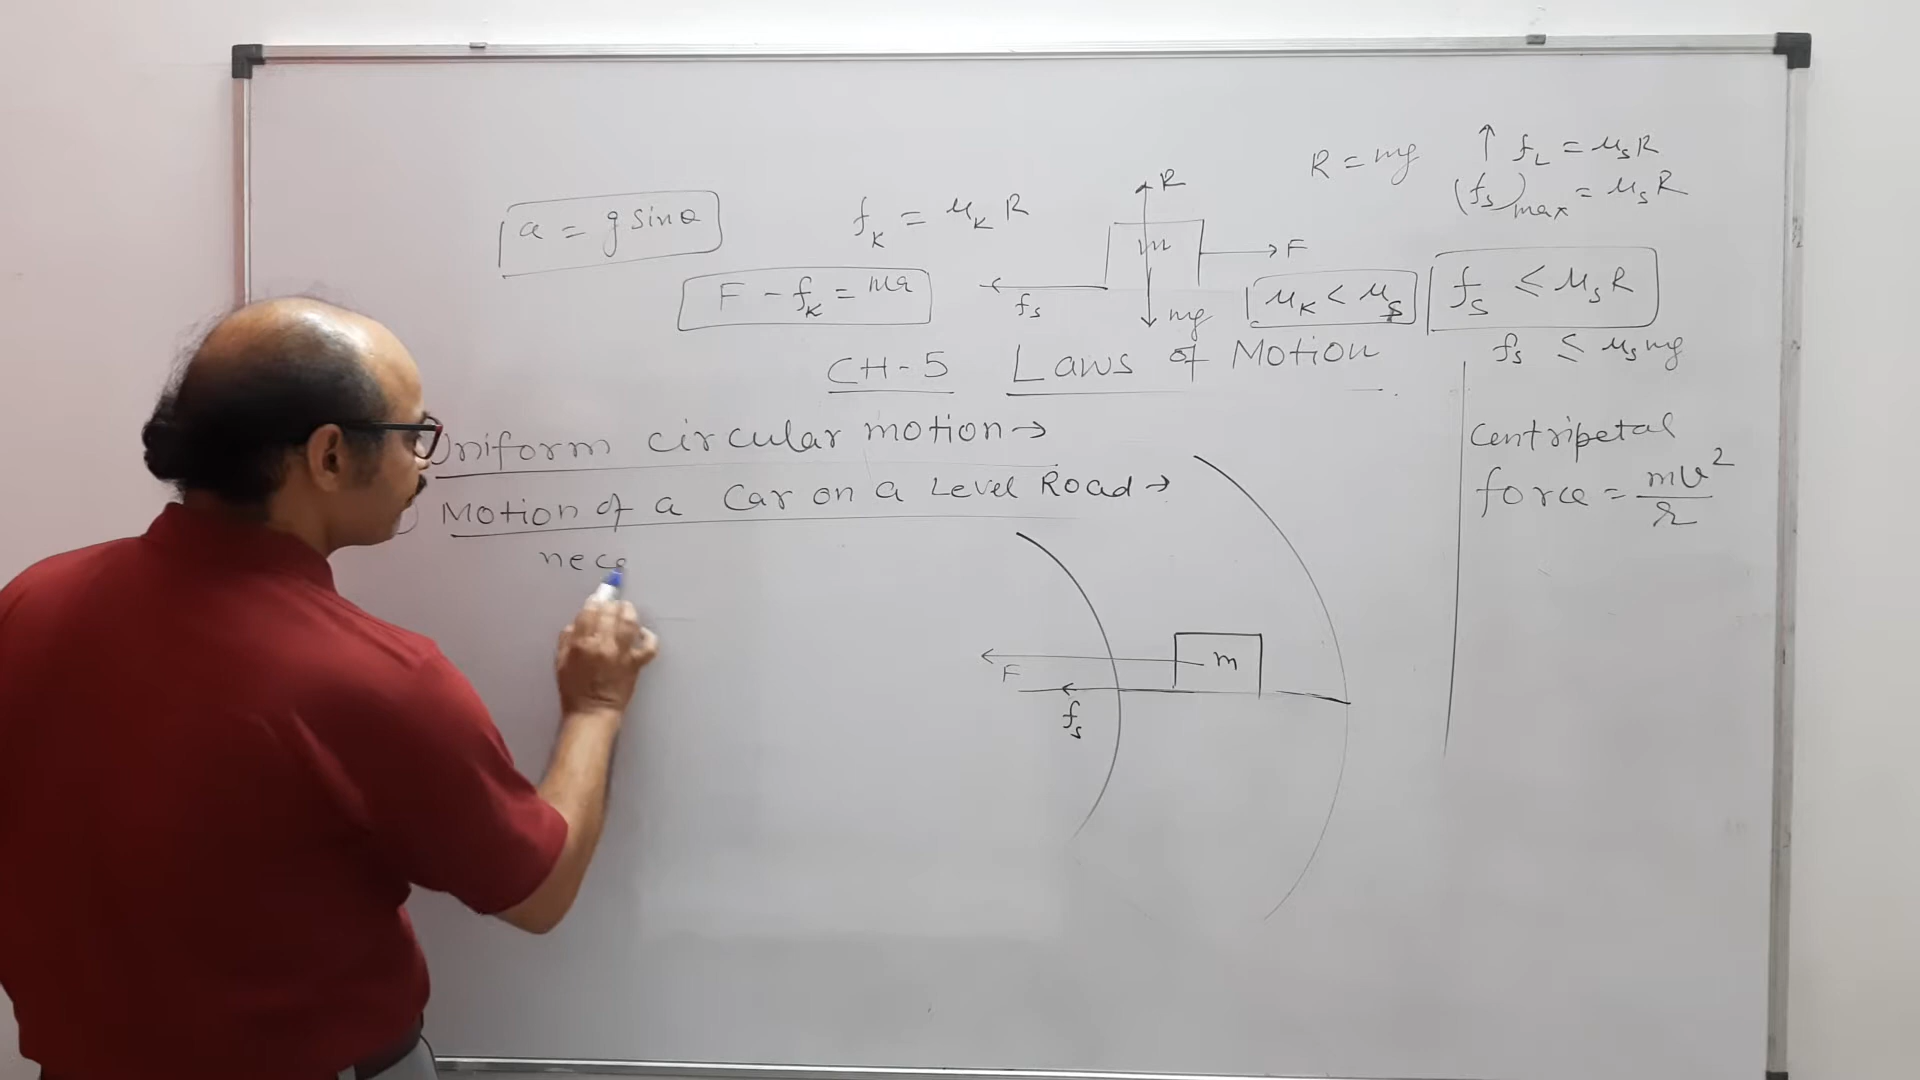 R = mg
↑ f_L = μ_s R
(f_s)_max = μ_s R
a = g sinθ
f_K = μ_K R
R
m
F
f_s
mg
F - f_K = ma
μ_K < μ_s
f_s ≤ μ_s R
f_s ≤ μ_s mg
CH-5 Laws of Motion
Uniform circular motion→
Motion of a Car on a Level Road→
nece
Centripetal
force = mv²/r
m
F
f_s